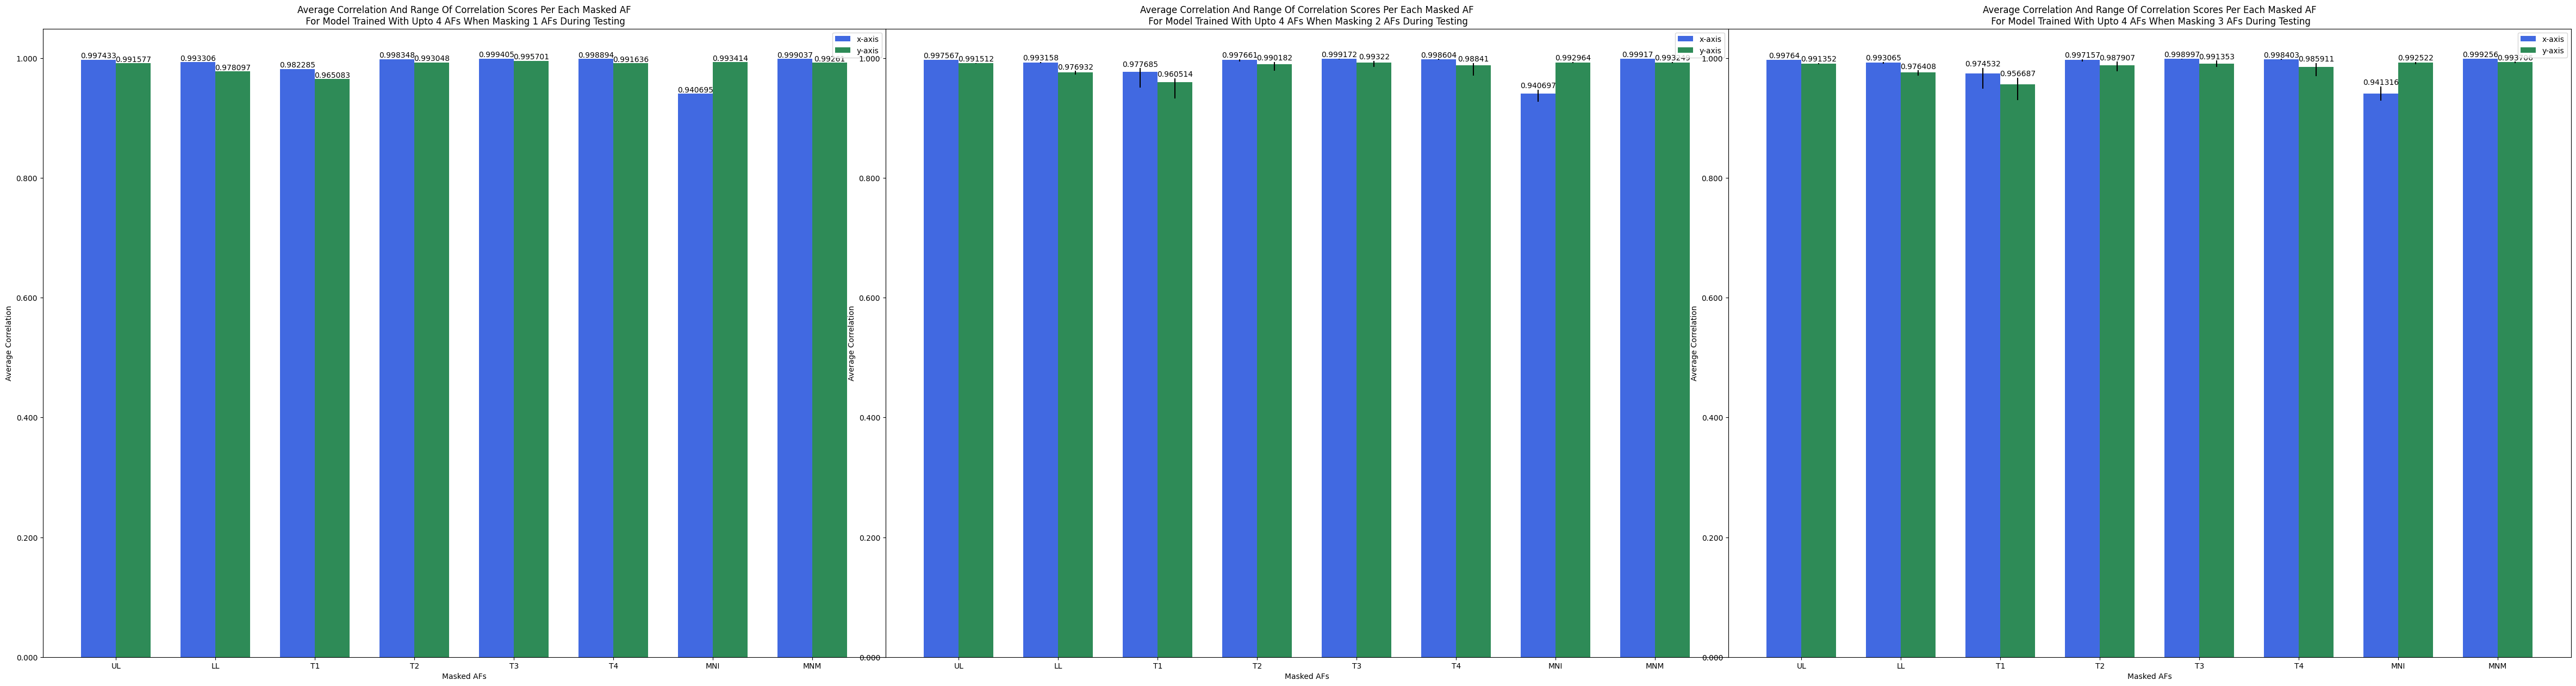 Average Correlation And Range Of Correlation Scores Per Each Masked AF
For Model Trained With Upto 4 AFs When Masking 1 AFs During Testing
x-axis
y-axis
1.000
0.800
0.600
0.400
0.200
0.000
Average Correlation
0.997433
0.991577
0.993306
0.978097
0.982285
0.965083
0.998348
0.993048
0.999405
0.995701
0.998894
0.991636
0.940695
0.993414
0.999037
0.99261
UL
LL
T1
T2
T3
T4
MNI
MNM
Masked AFs
Average Correlation And Range Of Correlation Scores Per Each Masked AF
For Model Trained With Upto 4 AFs When Masking 2 AFs During Testing
x-axis
y-axis
1.000
0.800
0.600
0.400
0.200
0.000
Average Correlation
0.997567
0.991512
0.993158
0.976932
0.977685
0.960514
0.997661
0.990182
0.999172
0.99322
0.998604
0.98841
0.940697
0.992964
0.99917
UL
LL
T1
T2
T3
T4
MNI
MNM
Masked AFs
Average Correlation And Range Of Correlation Scores Per Each Masked AF
For Model Trained With Upto 4 AFs When Masking 3 AFs During Testing
x-axis
y-axis
1.000
0.800
0.600
0.400
0.200
0.000
Average Correlation
0.99764
0.991352
0.993065
0.976408
0.974532
0.956687
0.997157
0.987907
0.998997
0.991353
0.998403
0.985911
0.941316
0.992522
0.999256
UL
LL
T1
T2
T3
T4
MNI
MNM
Masked AFs